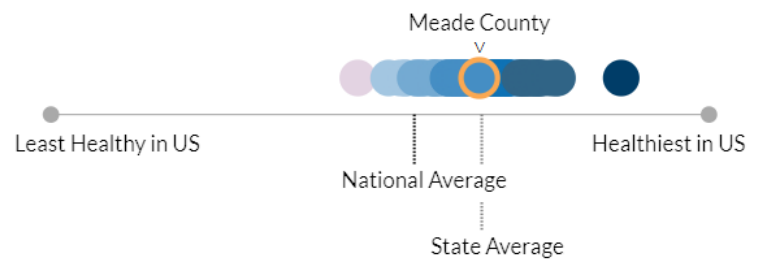 Meade County
Least Healthy in US
Healthiest in US
National Average
State Average